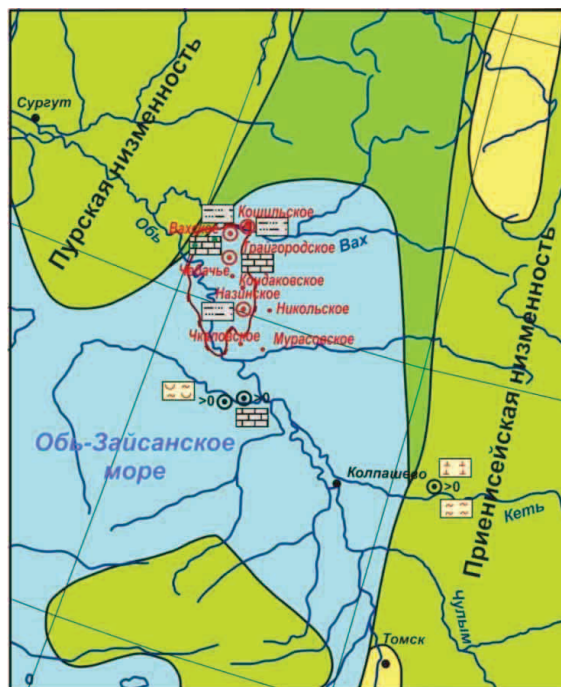 Сургут
Пурская низменность
Обь
Кошильское
Вахское
Трайгородское
Вах
Чебачье
Кондаковское
Назинское
Никольское
Чкаловское
Мурасовское
>0
>0
Обь-Зайсанское
море
Колпашево
>0
Кеть
Приенисейская низменность
Чулым
Томск
0